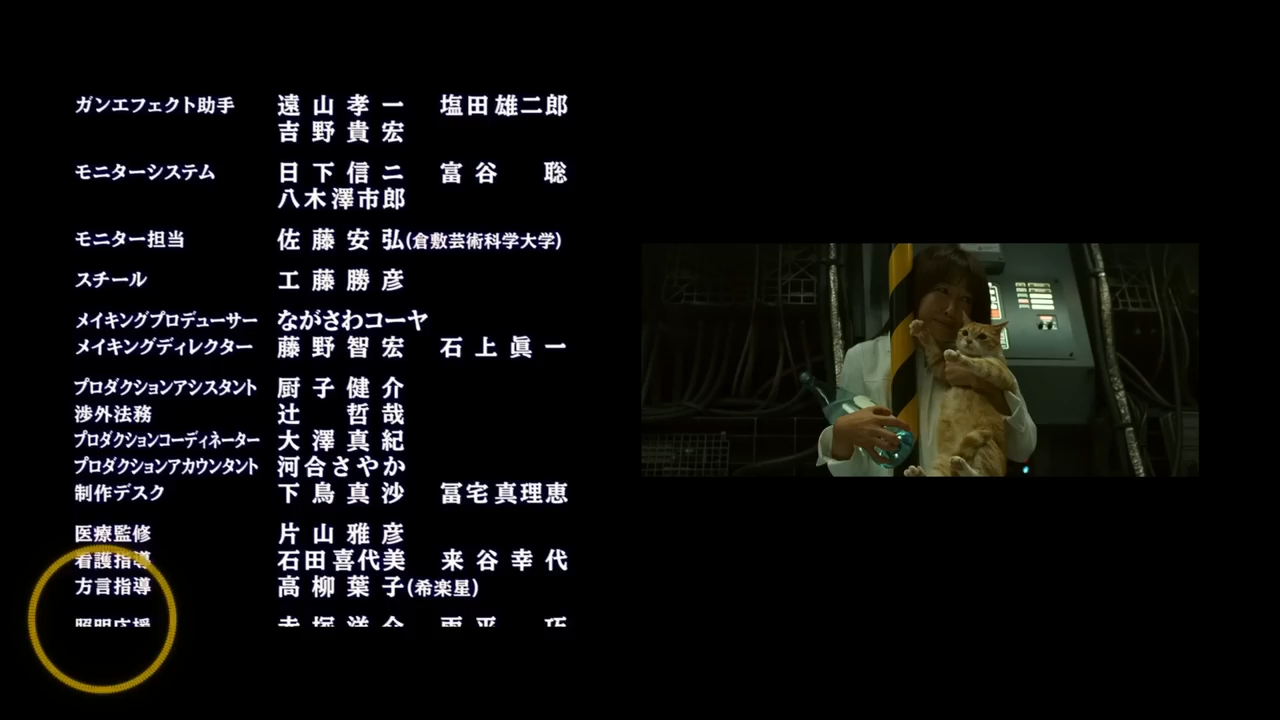 ガンエフェクト助手 遠山孝一 塩田雄二郎
吉野貴宏
モニターシステム 日下信二 富谷 聡
八木澤市郎
モニター担当 佐藤安弘(倉敷芸術科学大学)
スチール 工藤勝彦
メイキングプロデューサー ながさわコーヤ
メイキングディレクター 藤野智宏 石上眞一
プロダクションアシスタント 厨子健介
渉外法務 辻 哲哉
プロダクションコーディネーター 大澤真紀
プロダクションアカウンタント 河合さやか
制作デスク 下鳥真沙 冨宅真理恵
医療監修 片山雅彦
看護指導 石田喜代美 来谷幸代
方言指導 高柳葉子(希楽星)
照明応援